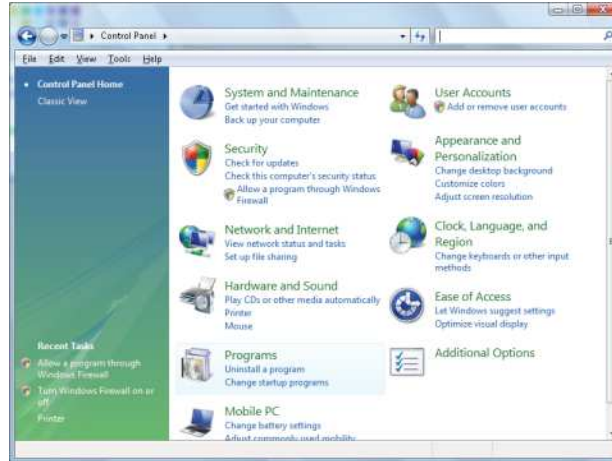 Control Panel
File Edit View Tools Help
Control Panel Home
Classic View
Recent Tasks
Allow a program through
Windows Firewall
Turn Windows Firewall on or
off
Printer
System and Maintenance
Get started with Windows
Back up your computer
Security
Check for updates
Check this computer's security status
Allow a program through Windows
Firewall
Network and Internet
View network status and tasks
Set up file sharing
Hardware and Sound
Play CDs or other media automatically
Printer
Mouse
Programs
Uninstall a program
Change startup programs
Mobile PC
Change battery settings
Adjust commonly used mobility
User Accounts
Add or remove user accounts
Appearance and
Personalization
Change desktop background
Customize colors
Adjust screen resolution
Clock, Language, and
Region
Change keyboards or other input
methods
Ease of Access
Let Windows suggest settings
Optimize visual display
Additional Options